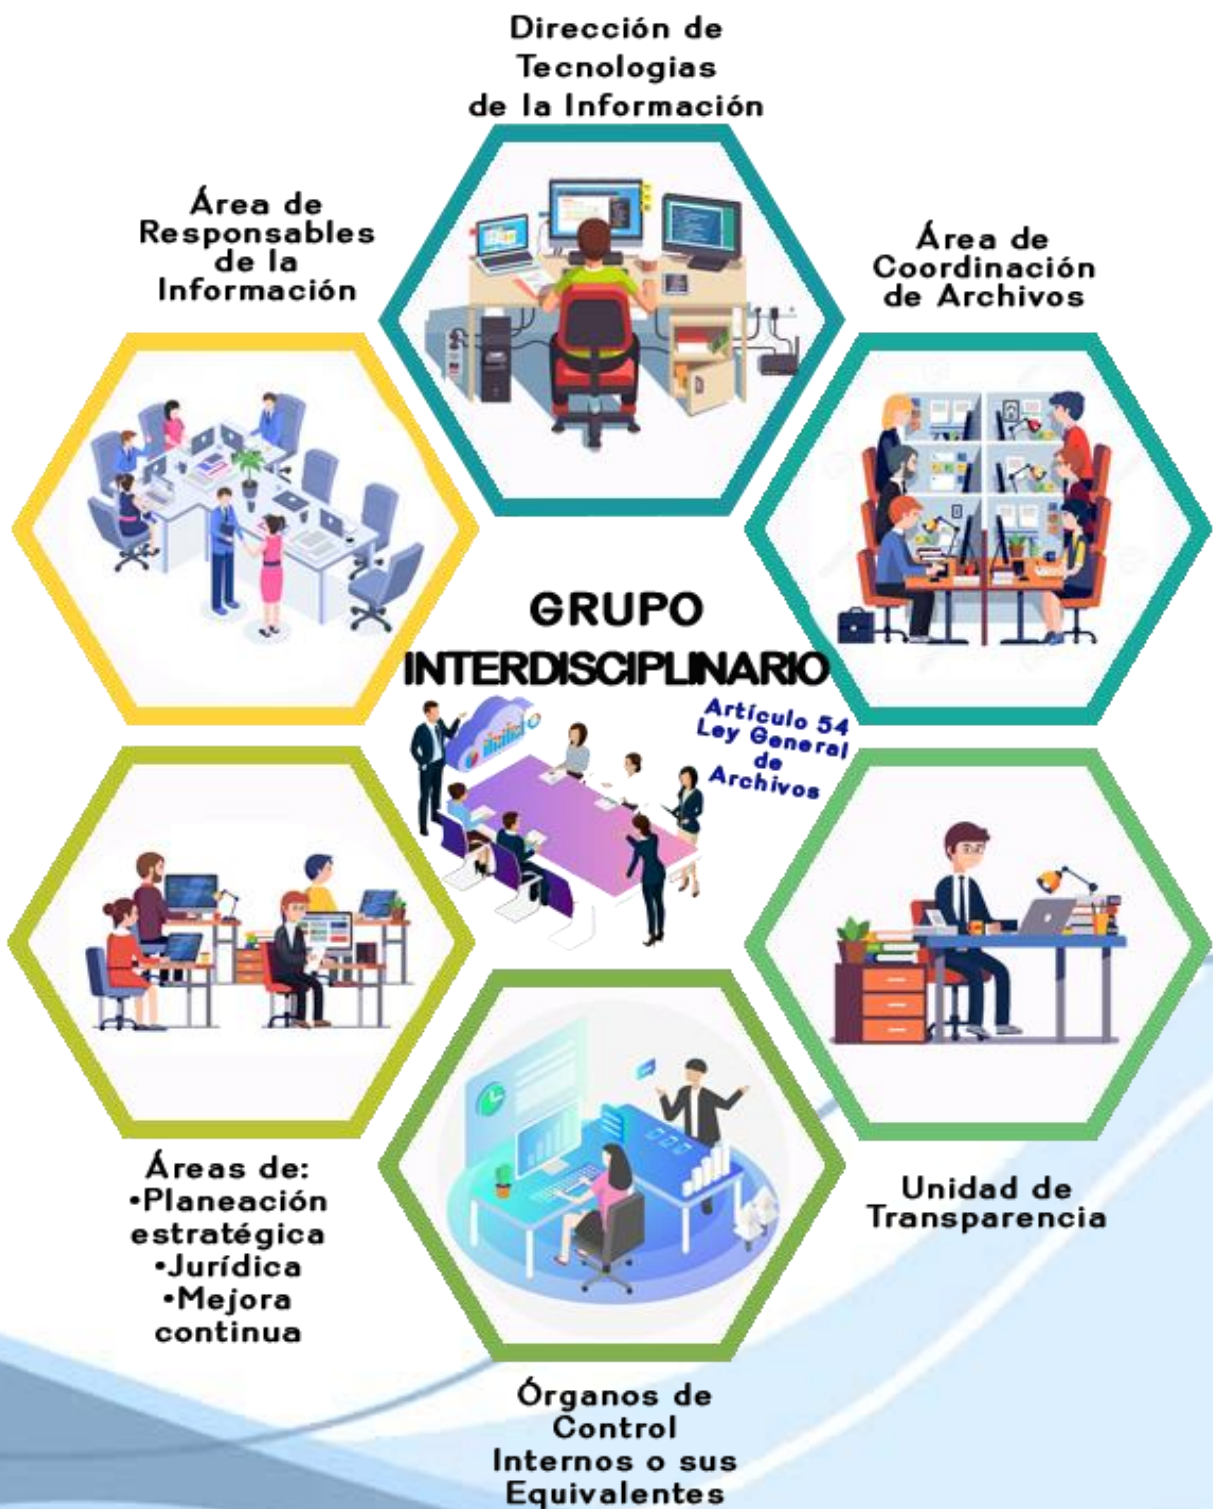 Dirección de
Tecnologias
de la Información
Área de
Responsables
de la
Información
Área de
Coordinación
de Archivos
GRUPO
INTERDISCIPLINARIO
Artículo 54
Ley General
de
Archivos
Áreas de:
•Planeación
estratégica
•Jurídica
•Mejora
continua
Unidad de
Transparencia
Órganos de
Control
Internos o sus
Equivalentes